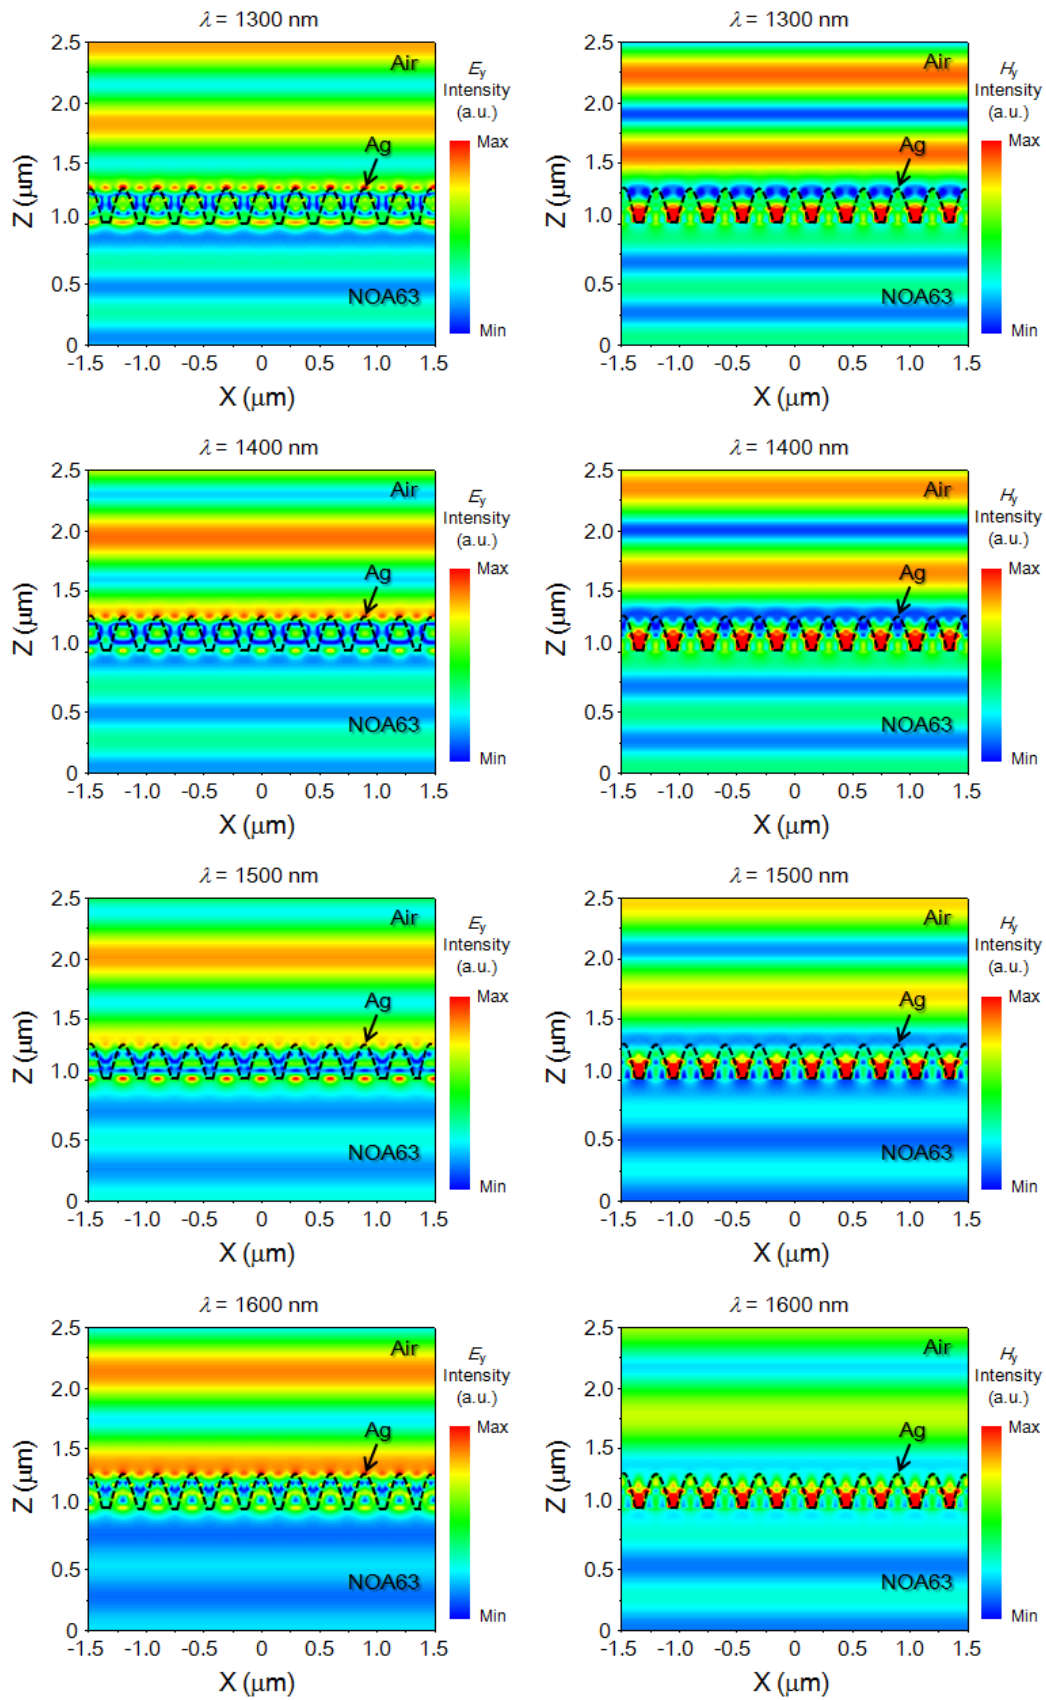 λ = 1300 nm
2.5
2.0
1.5
1.0
0.5
0
Z (μm)
Air
Ag
NOA63
-1.5 -1.0 -0.5 0 0.5 1.0 1.5
X (μm)
Ey
Intensity
(a.u.)
Max
Min
λ = 1300 nm
2.5
2.0
1.5
1.0
0.5
0
Z (μm)
Air
Ag
NOA63
-1.5 -1.0 -0.5 0 0.5 1.0 1.5
X (μm)
Hy
Intensity
(a.u.)
Max
Min
λ = 1400 nm
2.5
2.0
1.5
1.0
0.5
0
Z (μm)
Air
Ag
NOA63
-1.5 -1.0 -0.5 0 0.5 1.0 1.5
X (μm)
Ey
Intensity
(a.u.)
Max
Min
λ = 1400 nm
2.5
2.0
1.5
1.0
0.5
0
Z (μm)
Air
Ag
NOA63
-1.5 -1.0 -0.5 0 0.5 1.0 1.5
X (μm)
Hy
Intensity
(a.u.)
Max
Min
λ = 1500 nm
2.5
2.0
1.5
1.0
0.5
0
Z (μm)
Air
Ag
NOA63
-1.5 -1.0 -0.5 0 0.5 1.0 1.5
X (μm)
Ey
Intensity
(a.u.)
Max
Min
λ = 1500 nm
2.5
2.0
1.5
1.0
0.5
0
Z (μm)
Air
Ag
NOA63
-1.5 -1.0 -0.5 0 0.5 1.0 1.5
X (μm)
Hy
Intensity
(a.u.)
Max
Min
λ = 1600 nm
2.5
2.0
1.5
1.0
0.5
0
Z (μm)
Air
Ag
NOA63
-1.5 -1.0 -0.5 0 0.5 1.0 1.5
X (μm)
Ey
Intensity
(a.u.)
Max
Min
λ = 1600 nm
2.5
2.0
1.5
1.0
0.5
0
Z (μm)
Air
Ag
NOA63
-1.5 -1.0 -0.5 0 0.5 1.0 1.5
X (μm)
Hy
Intensity
(a.u.)
Max
Min